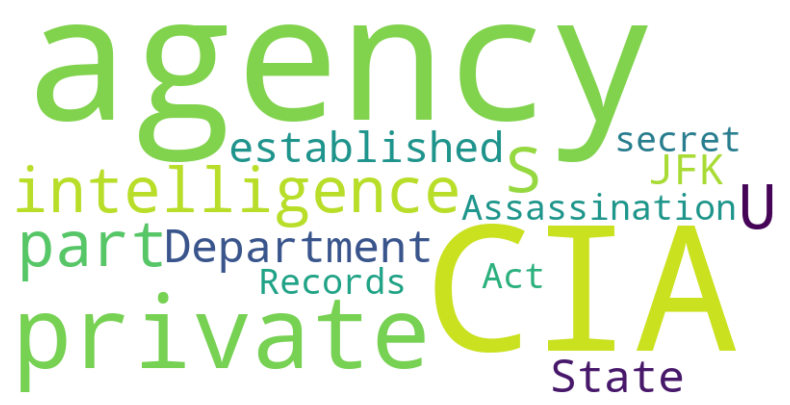 agency
established
secret
S
JFK
intelligence
Assassination
U
part
Department
Records
Act
CIA
private
State